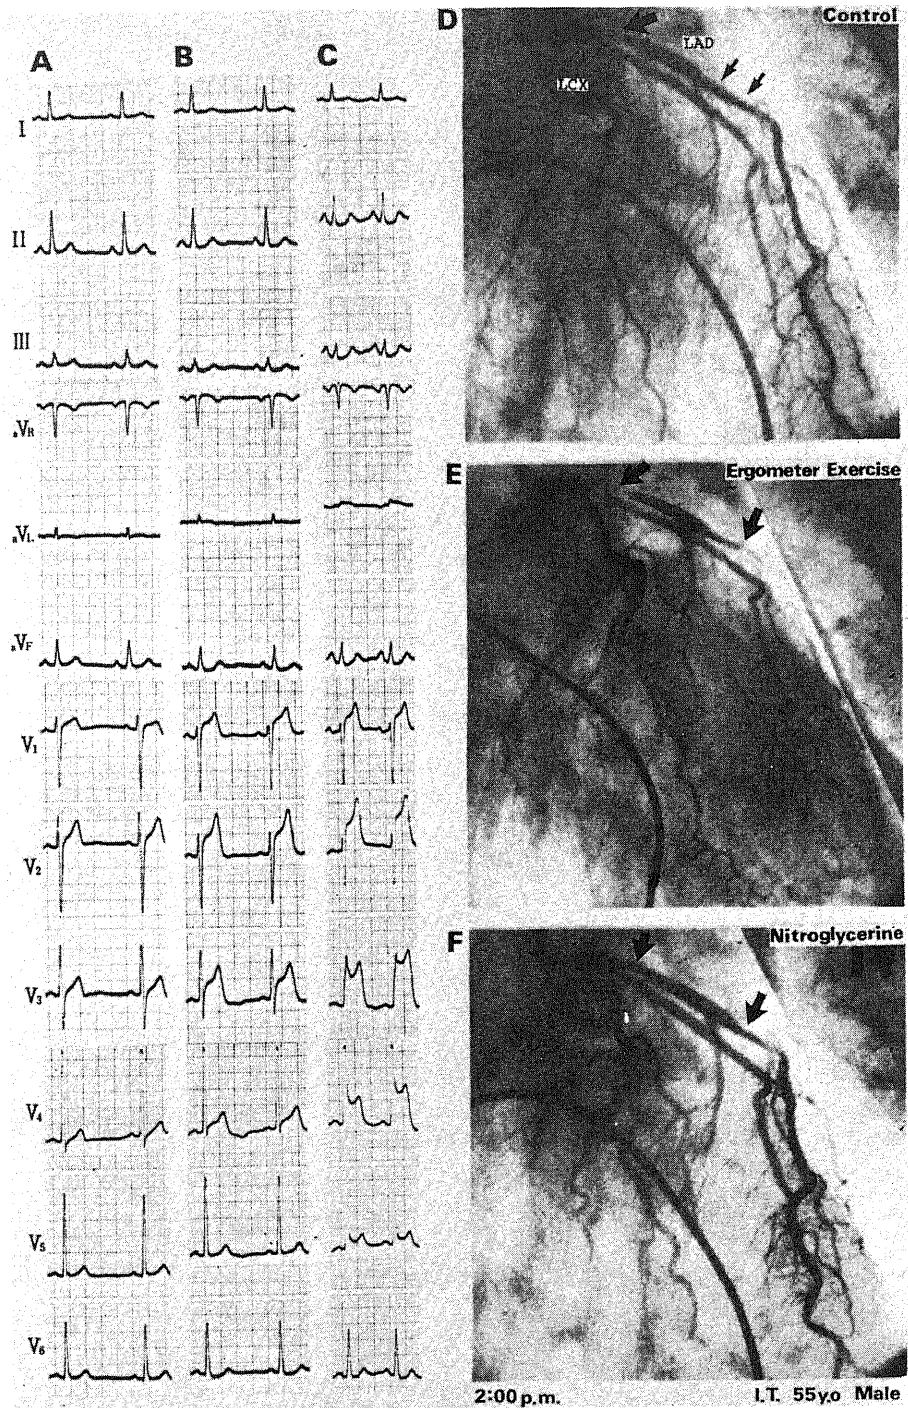 A
B
C
I
II
III
aVR
aVL
aVF
V1
V2
V3
V4
V5
V6
D
Control
LAD
LCX
E
Ergometer Exercise
F
Nitroglycerine
2:00 p.m.
I.T. 55y.o Male